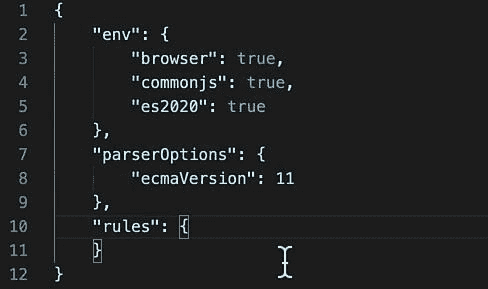 1 {
2     "env": {
3         "browser": true,
4         "commonjs": true,
5         "es2020": true
6     },
7     "parserOptions": {
8         "ecmaVersion": 11
9     },
10     "rules": {
11     }
12 }